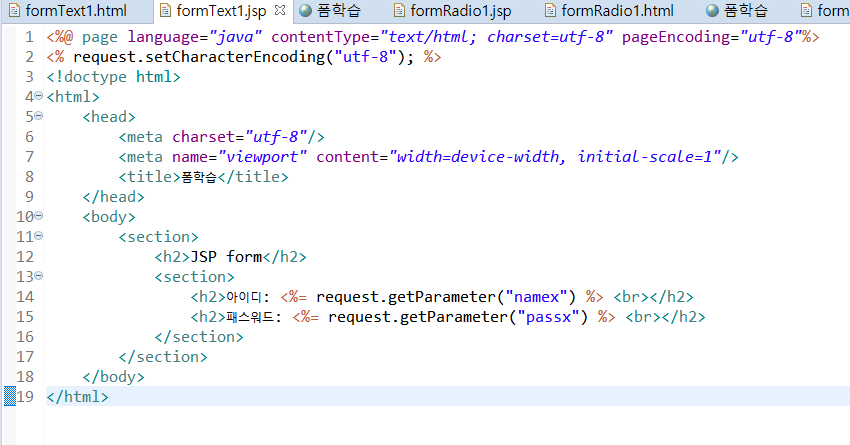 formText1.html formText1.jsp 폼학습 formRadio1.jsp formRadio1.html 폼학습 form
1 <%@ page language="java" contentType="text/html; charset=utf-8" pageEncoding="utf-8"%>
2 <% request.setCharacterEncoding("utf-8"); %>
3 <!doctype html>
4 <html>
5 <head>
6 <meta charset="utf-8"/>
7 <meta name="viewport" content="width=device-width, initial-scale=1"/>
8 <title>폼학습</title>
9 </head>
10 <body>
11 <section>
12 <h2>JSP form</h2>
13 <section>
14 <h2>아이디: <%= request.getParameter("namex") %> <br></h2>
15 <h2>패스워드: <%= request.getParameter("passx") %> <br></h2>
16 </section>
17 </section>
18 </body>
19 </html>